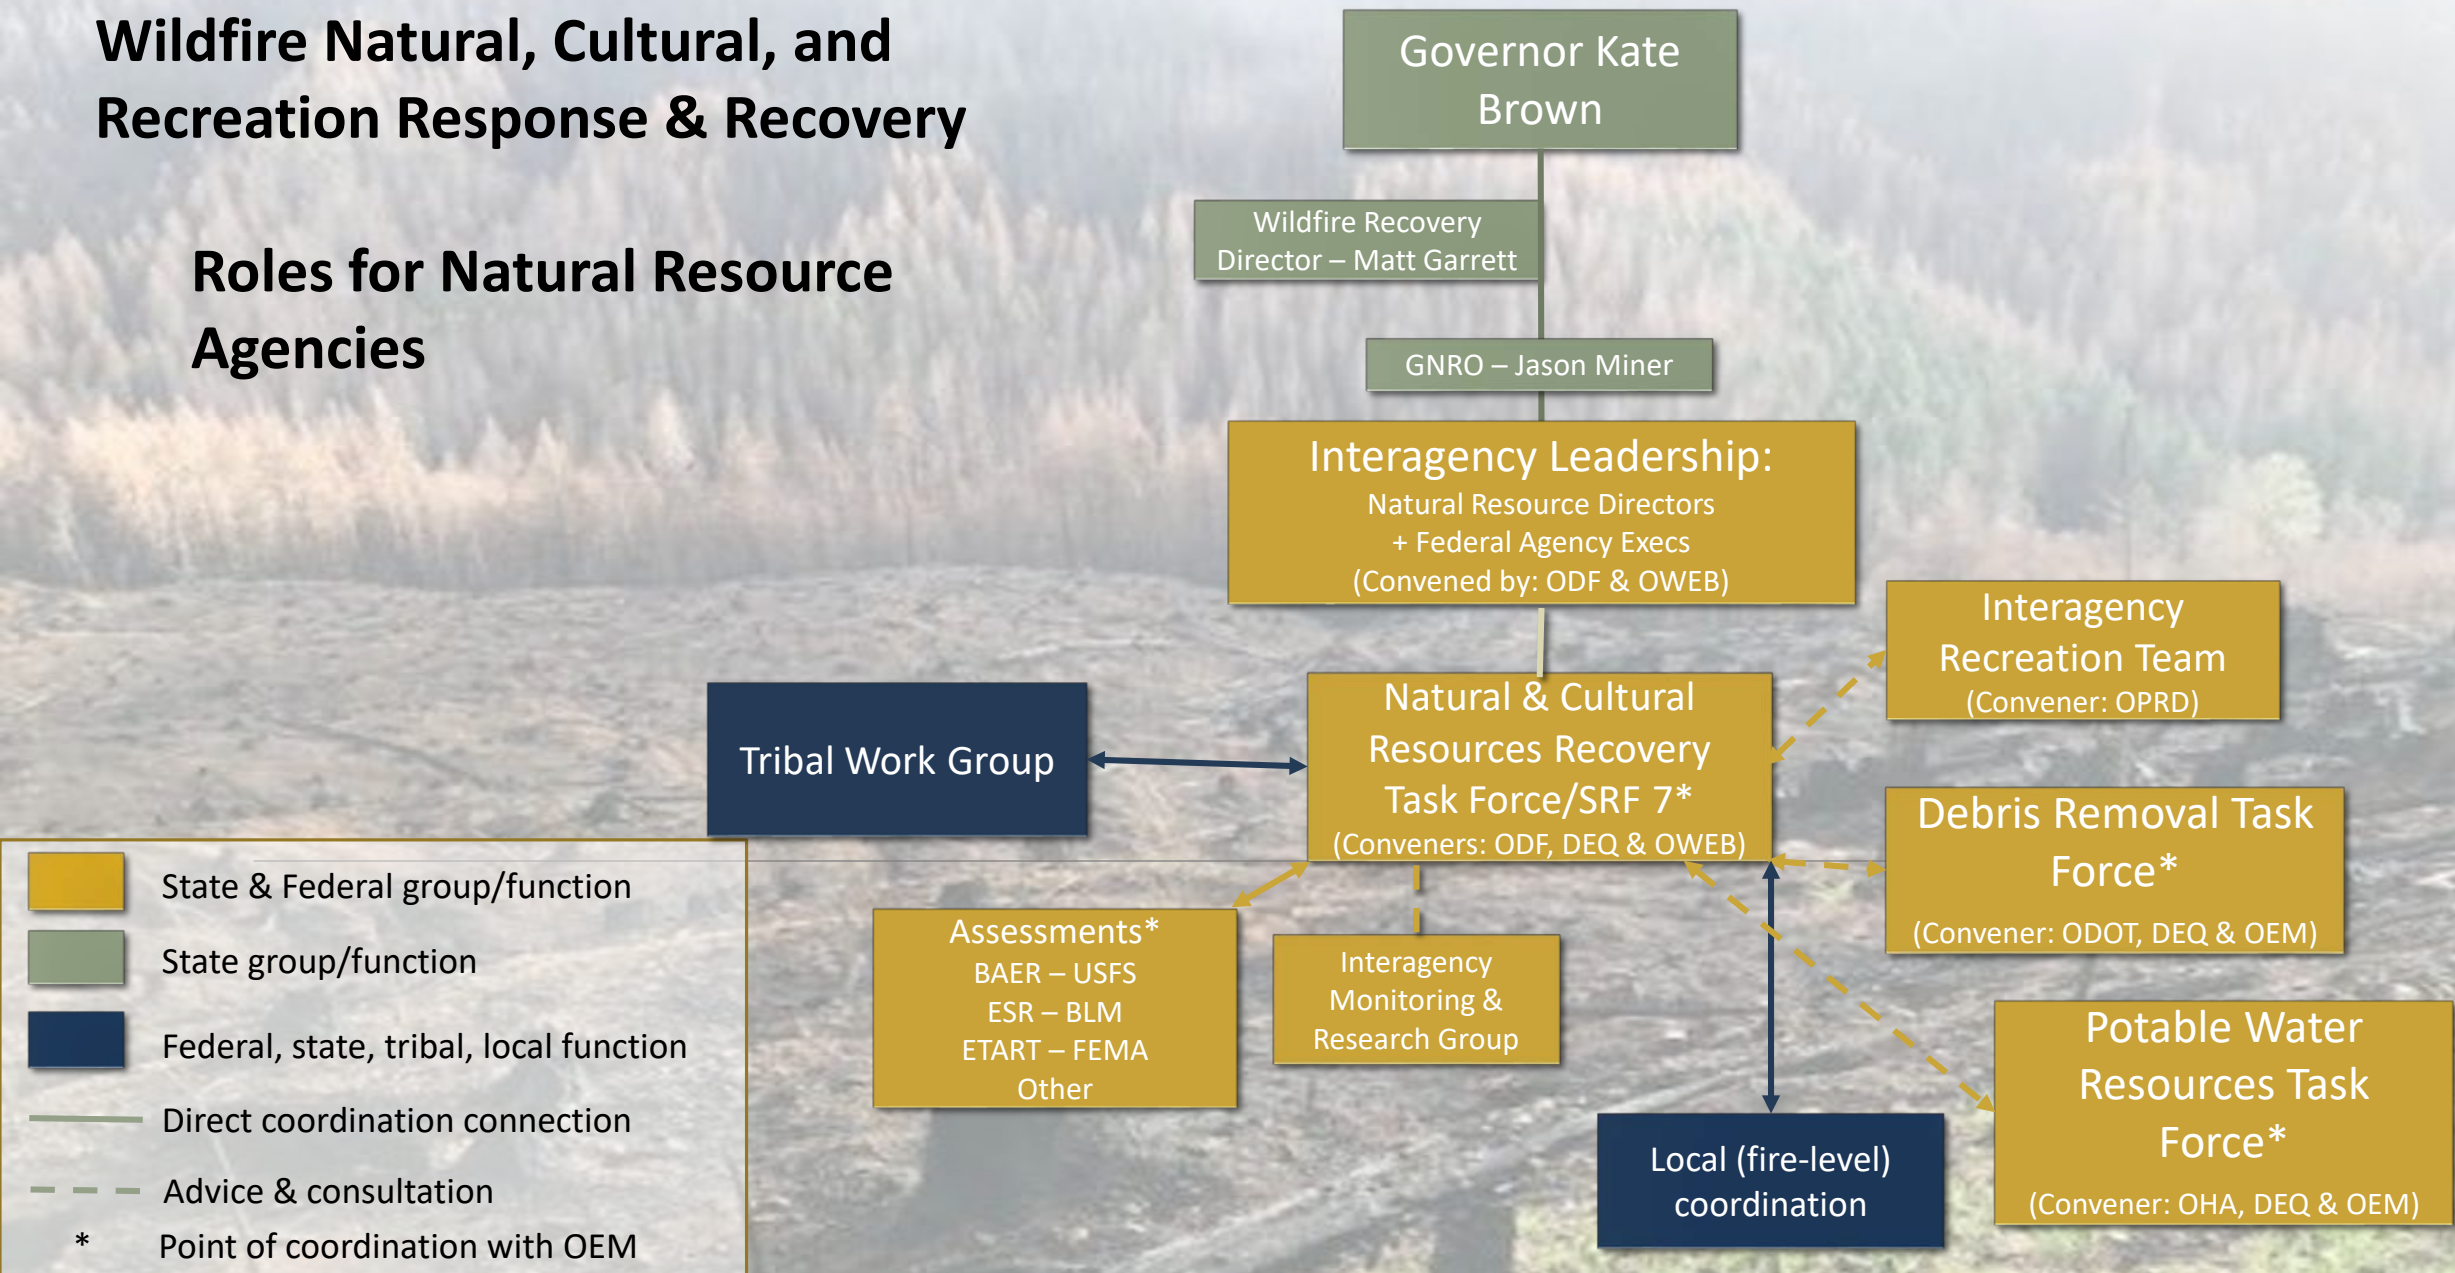 Wildfire Natural, Cultural, and
Recreation Response & Recovery
Roles for Natural Resource
Agencies
Governor Kate
Brown
Wildfire Recovery
Director – Matt Garrett
GNRO – Jason Miner
Interagency Leadership:
Natural Resource Directors
+ Federal Agency Execs
(Convened by: ODF & OWEB)
Interagency
Recreation Team
(Convener: OPRD)
Tribal Work Group
Natural & Cultural
Resources Recovery
Task Force/SRF 7*
(Conveners: ODF, DEQ & OWEB)
Debris Removal Task
Force*
(Convener: ODOT, DEQ & OEM)
Assessments*
BAER – USFS
ESR – BLM
ETART – FEMA
Other
Interagency
Monitoring &
Research Group
Potable Water
Resources Task
Force*
(Convener: OHA, DEQ & OEM)
Local (fire-level)
coordination
State & Federal group/function
State group/function
Federal, state, tribal, local function
Direct coordination connection
Advice & consultation
* Point of coordination with OEM